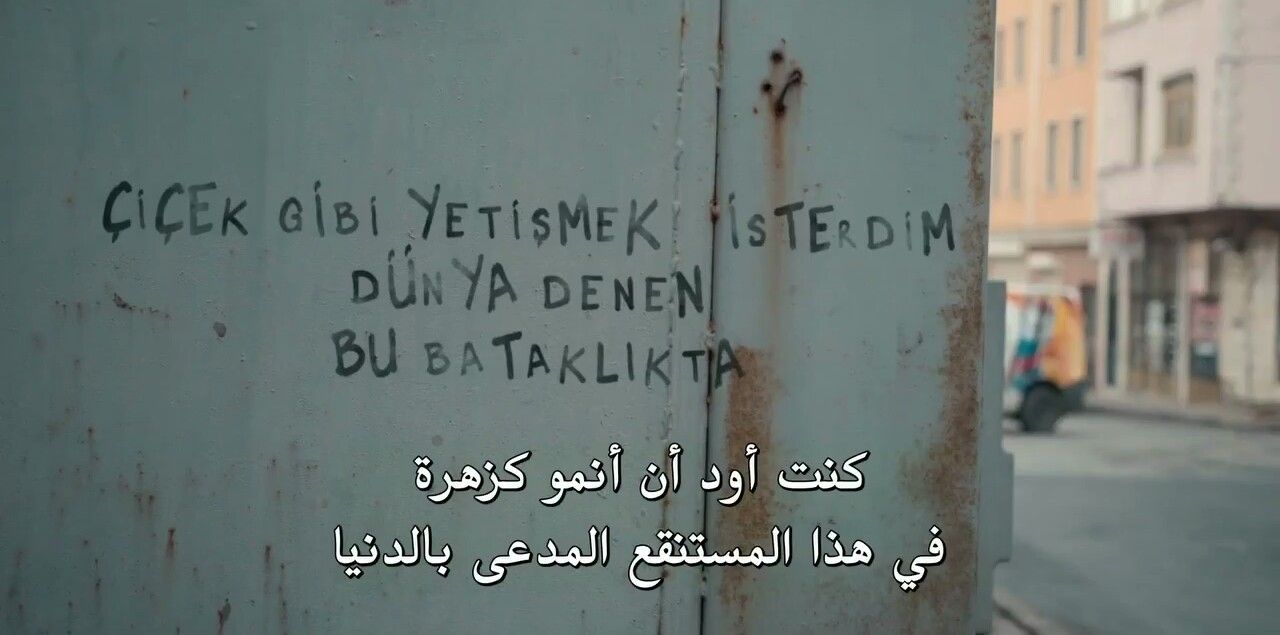 ÇİÇEK GİBİ YETİŞMEK İSTERDİM
DÜNYA DENEN
BU BATAKLIKTA
كنت أود أن أنمو كزهرة
في هذا المستنقع المدعى بالدنيا